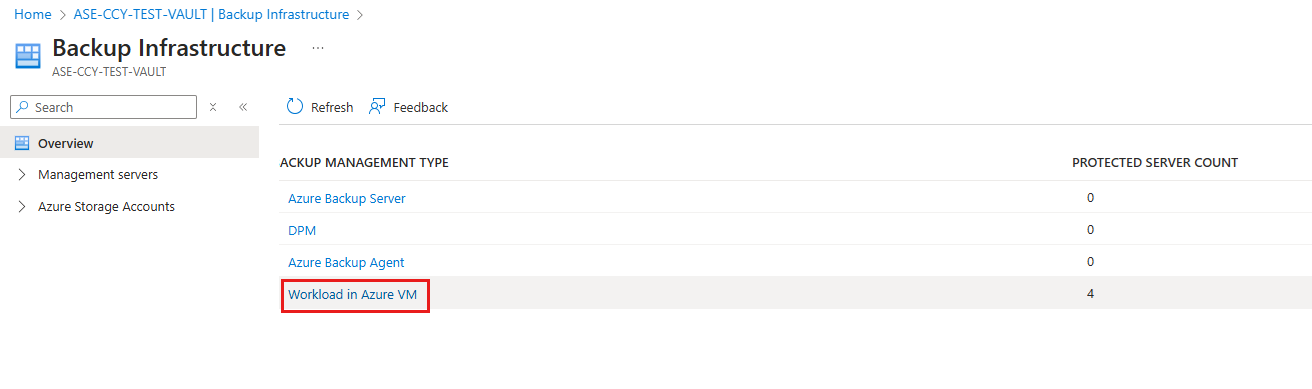 Home > ASE-CCY-TEST-VAULT | Backup Infrastructure >
Backup Infrastructure ...
ASE-CCY-TEST-VAULT
Search
Refresh Feedback
Overview
Management servers
Azure Storage Accounts
ACKUP MANAGEMENT TYPE PROTECTED SERVER COUNT
Azure Backup Server 0
DPM 0
Azure Backup Agent 0
Workload in Azure VM 4